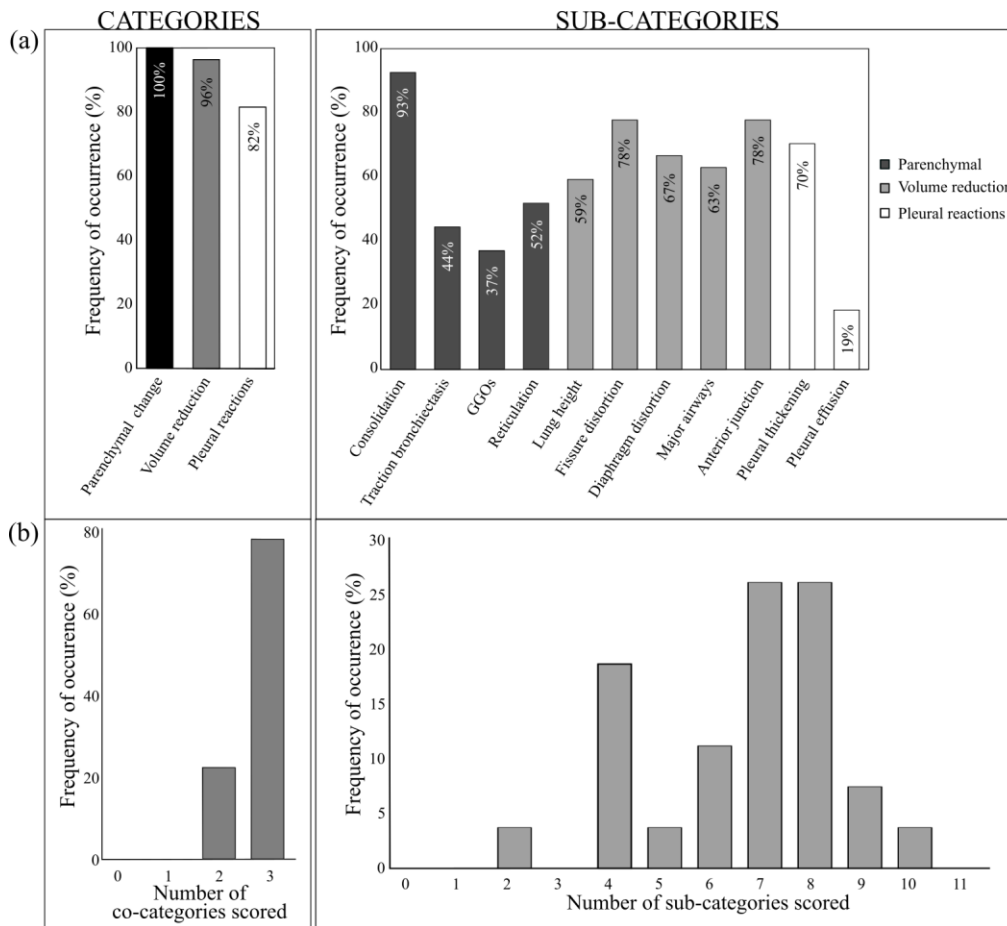 CATEGORIES
SUB-CATEGORIES
(a)
Frequency of occurrence (%)
100
80
60
40
20
0
100%
96%
82%
Parenchymal change
Volume reduction
Pleural reactions
Frequency of occurrence (%)
100
80
60
40
20
0
93%
44%
37%
52%
59%
78%
67%
63%
78%
70%
19%
Consolidation
Traction bronchiectasis
GGOs
Reticulation
Lung height
Fissure distortion
Diaphragm distortion
Major airways
Anterior junction
Pleural thickening
Pleural effusion
Parenchymal
Volume reduction
Pleural reactions
(b)
Frequency of occurence (%)
80
60
40
20
0
0 1 2 3
Number of
co-categories scored
Frequency of occurence (%)
30
25
20
15
10
5
0
0 1 2 3 4 5 6 7 8 9 10 11
Number of sub-categories scored